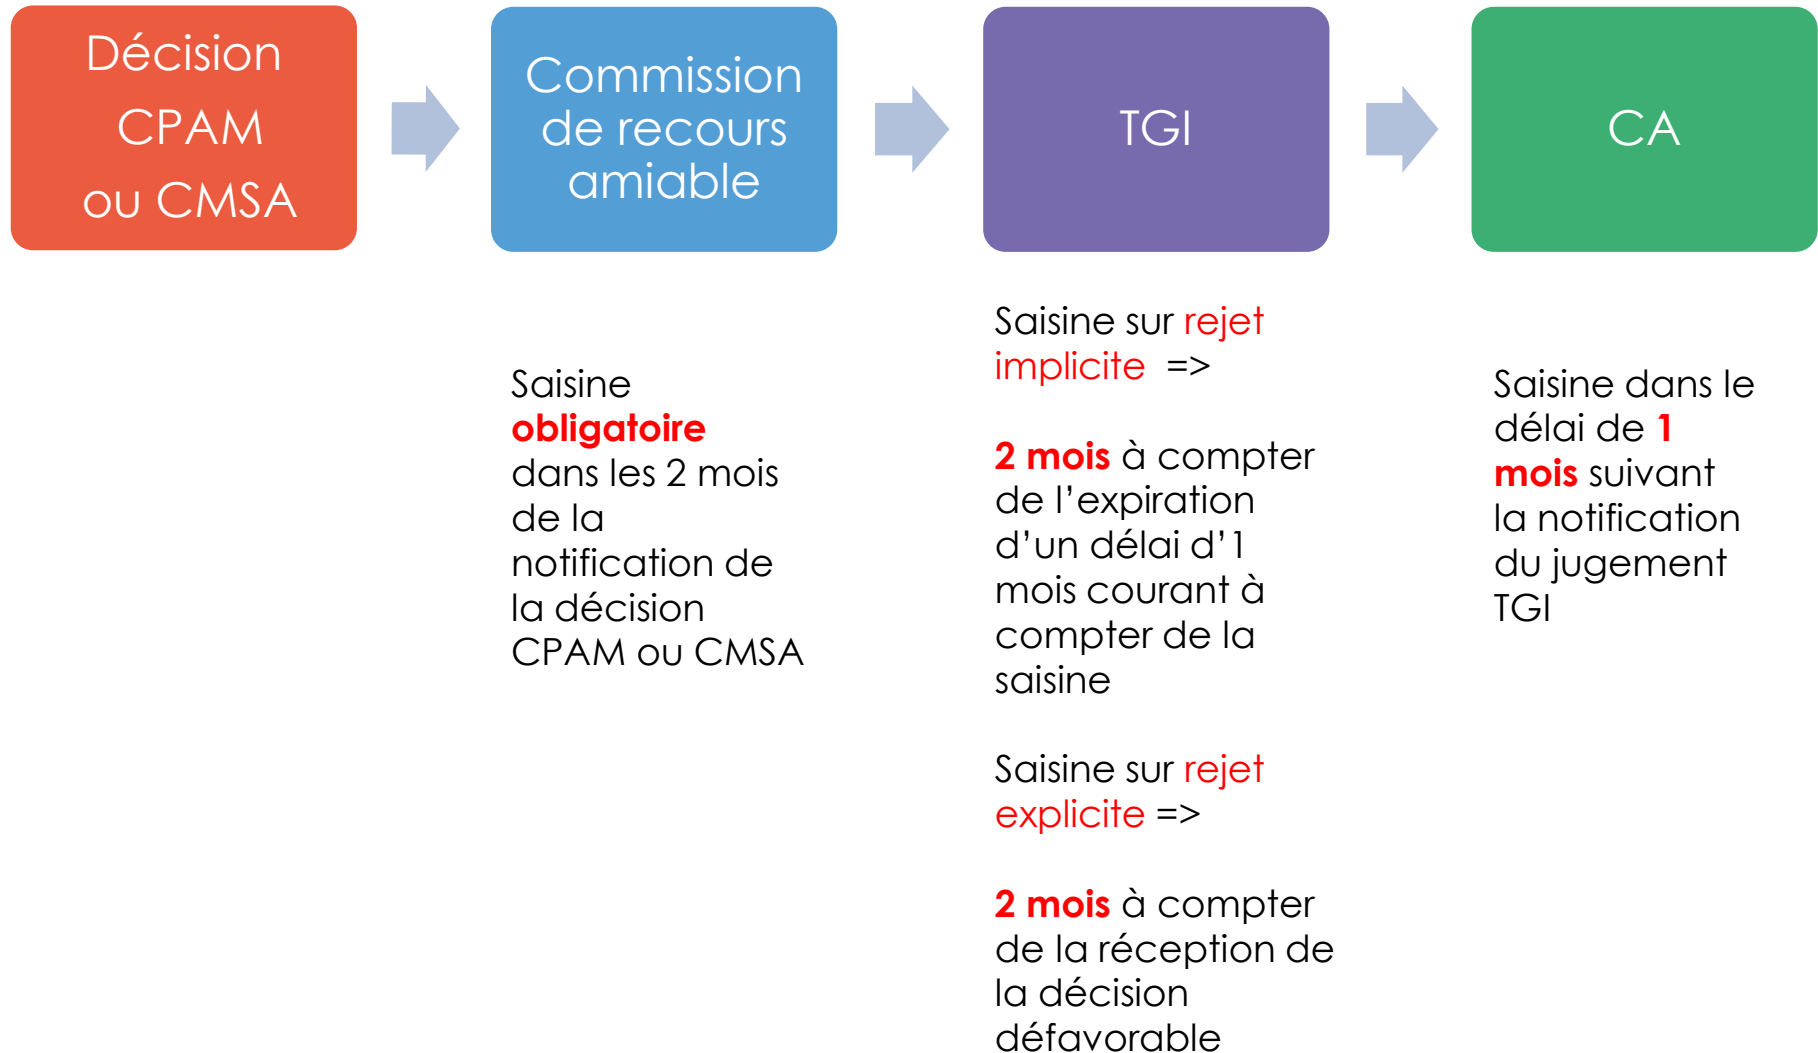 Décision
CPAM
ou CMSA
Commission
de recours
amiable
TGI
CA
Saisine
obligatoire
dans les 2 mois
de la
notification de
la décision
CPAM ou CMSA
Saisine sur rejet
implicite =>
2 mois à compter
de l’expiration
d’un délai d’1
mois courant à
compter de la
saisine
Saisine sur rejet
explicite =>
2 mois à compter
de la réception de
la décision
défavorable
Saisine dans le
délai de 1
mois suivant
la notification
du jugement
TGI